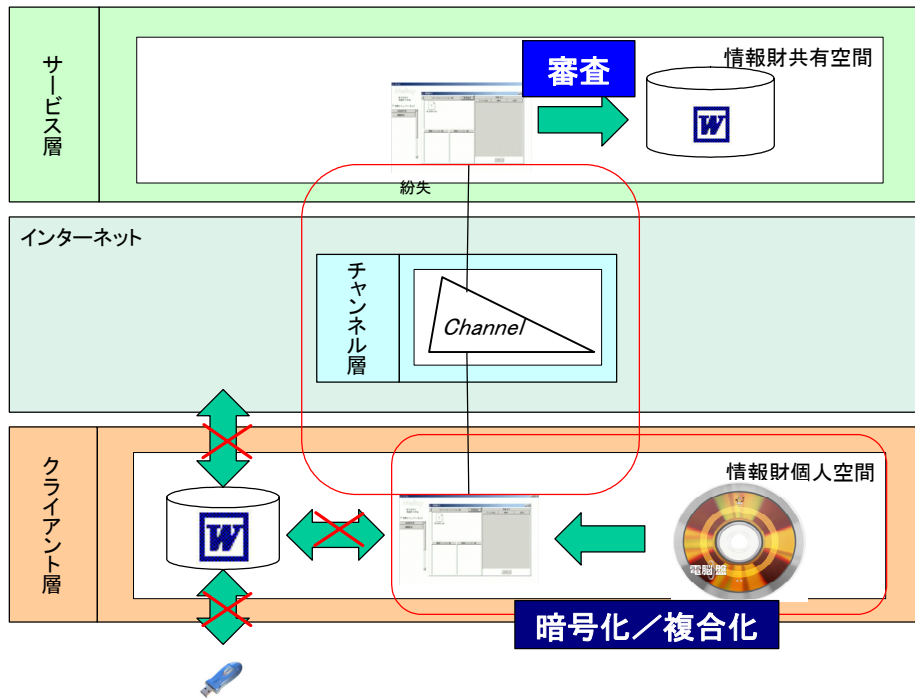 サービス層
審査
情報財共有空間
W
紛失
インターネット
チャンネル層
Channel
クライアント層
情報財個人空間
W
電脳盤
暗号化／複合化